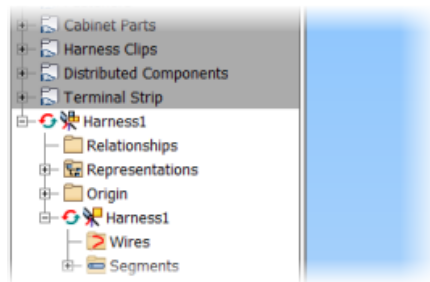 Cabinet Parts
Harness Clips
Distributed Components
Terminal Strip
Harness1
Relationships
Representations
Origin
Harness1
Wires
Segments